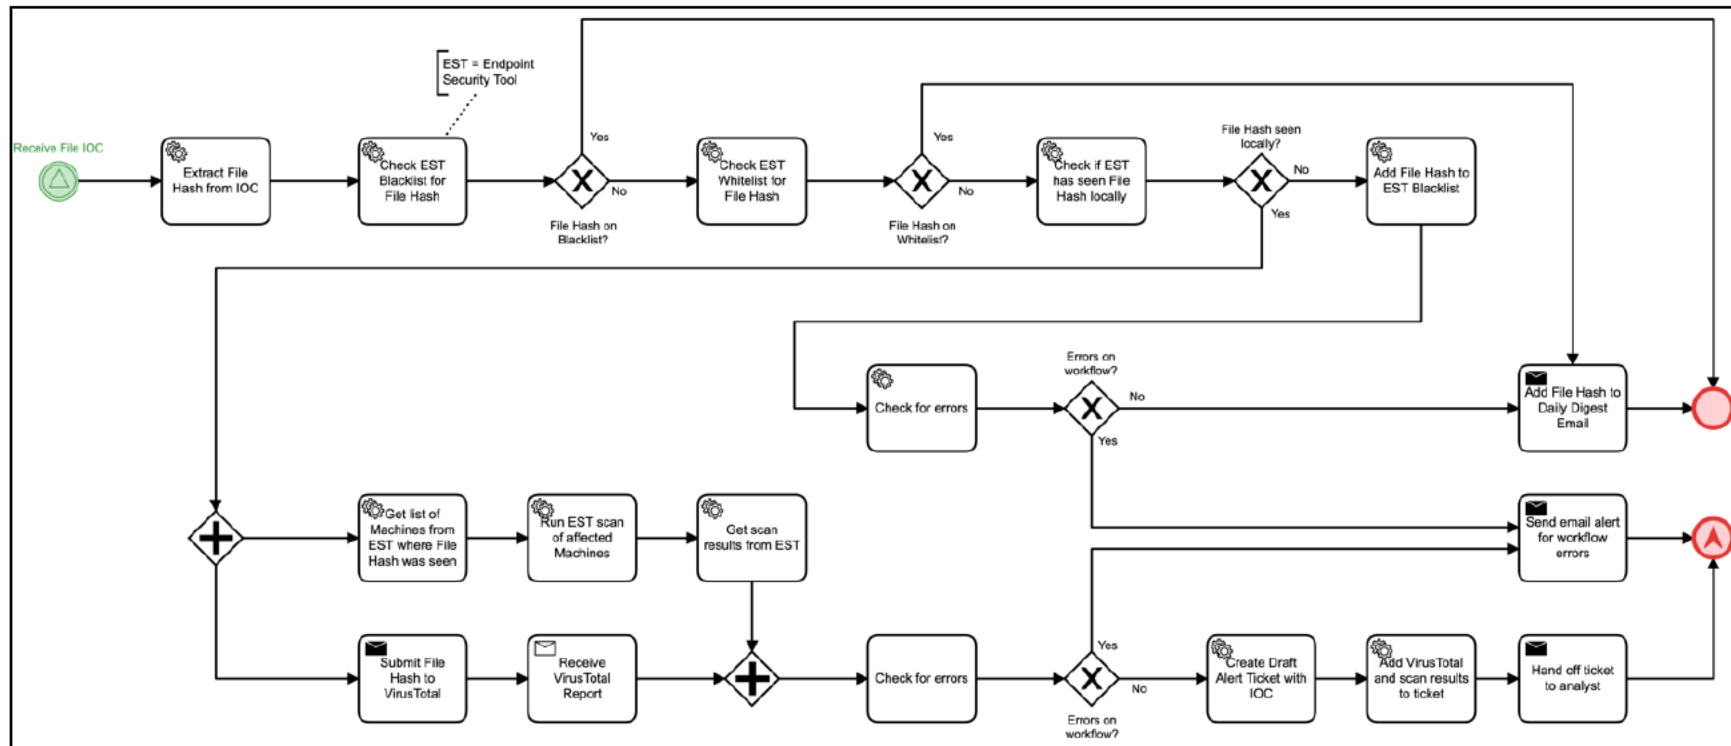 EST = Endpoint
Security Tool
Receive File IOC
Extract File
Hash from IOC
Check EST
Blacklist for
File Hash
Yes
No
File Hash on
Blacklist?
Check EST
Whitelist for
File Hash
Yes
No
File Hash on
Whitelist?
Check if EST
has seen File
Hash locally
File Hash seen
locally?
No
Yes
Add File Hash to
EST Blacklist
Check for errors
Errors on
workflow?
No
Yes
Add File Hash to
Daily Digest
Email
Get list of
Machines from
EST where File
Hash was seen
Run EST scan
of affected
Machines
Get scan
results from EST
Send email alert
for workflow
errors
Submit File
Hash to
VirusTotal
Receive
VirusTotal
Report
Check for errors
Yes
No
Errors on
workflow?
Create Draft
Alert Ticket with
IOC
Add VirusTotal
and scan results
to ticket
Hand off ticket
to analyst